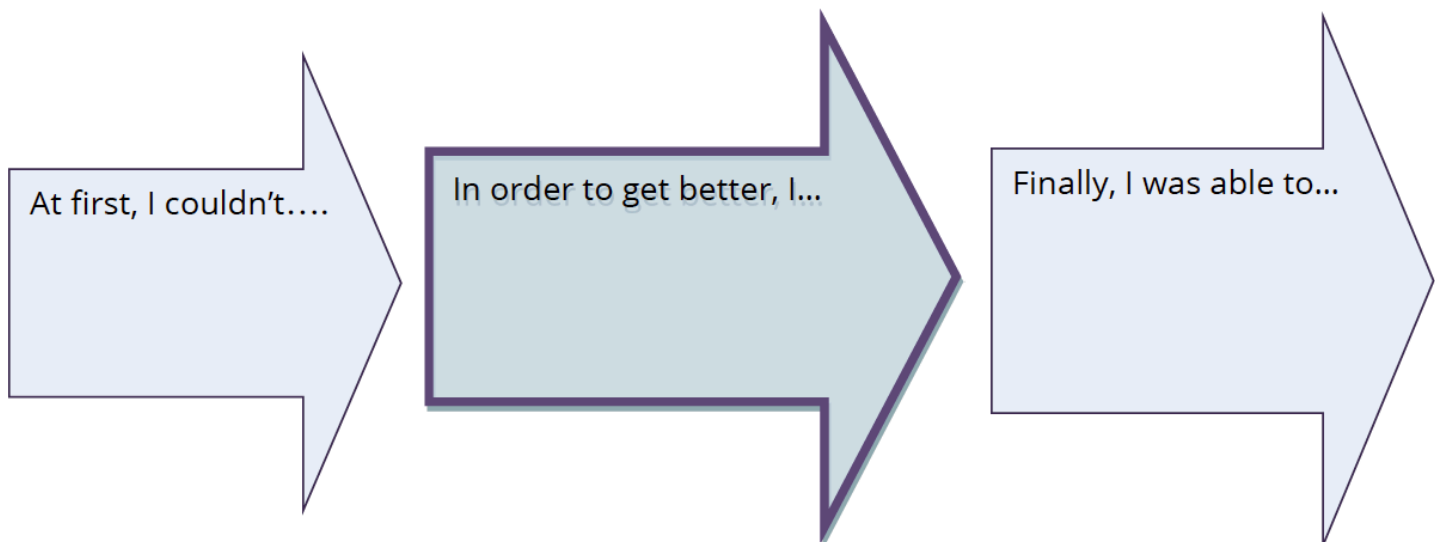 At first, I couldn’t….
In order to get better, I…
Finally, I was able to…